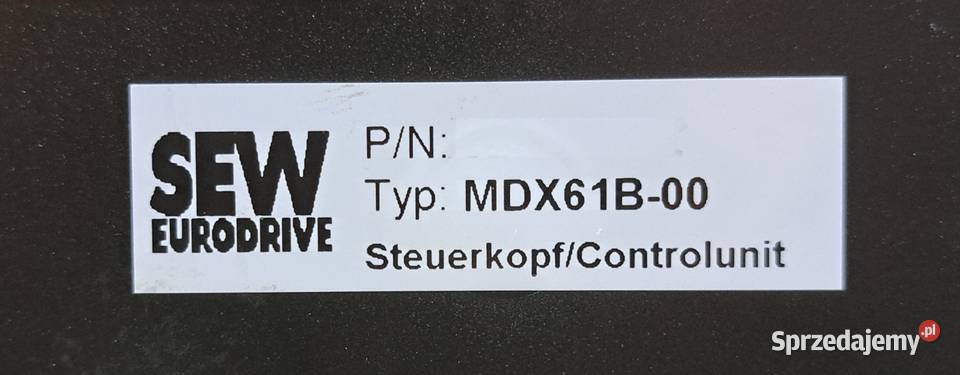 SEW
EURODRIVE
P/N:
Typ: MDX61B-00
Steuerkopf/Controlunit
Sprzedajemy.pl